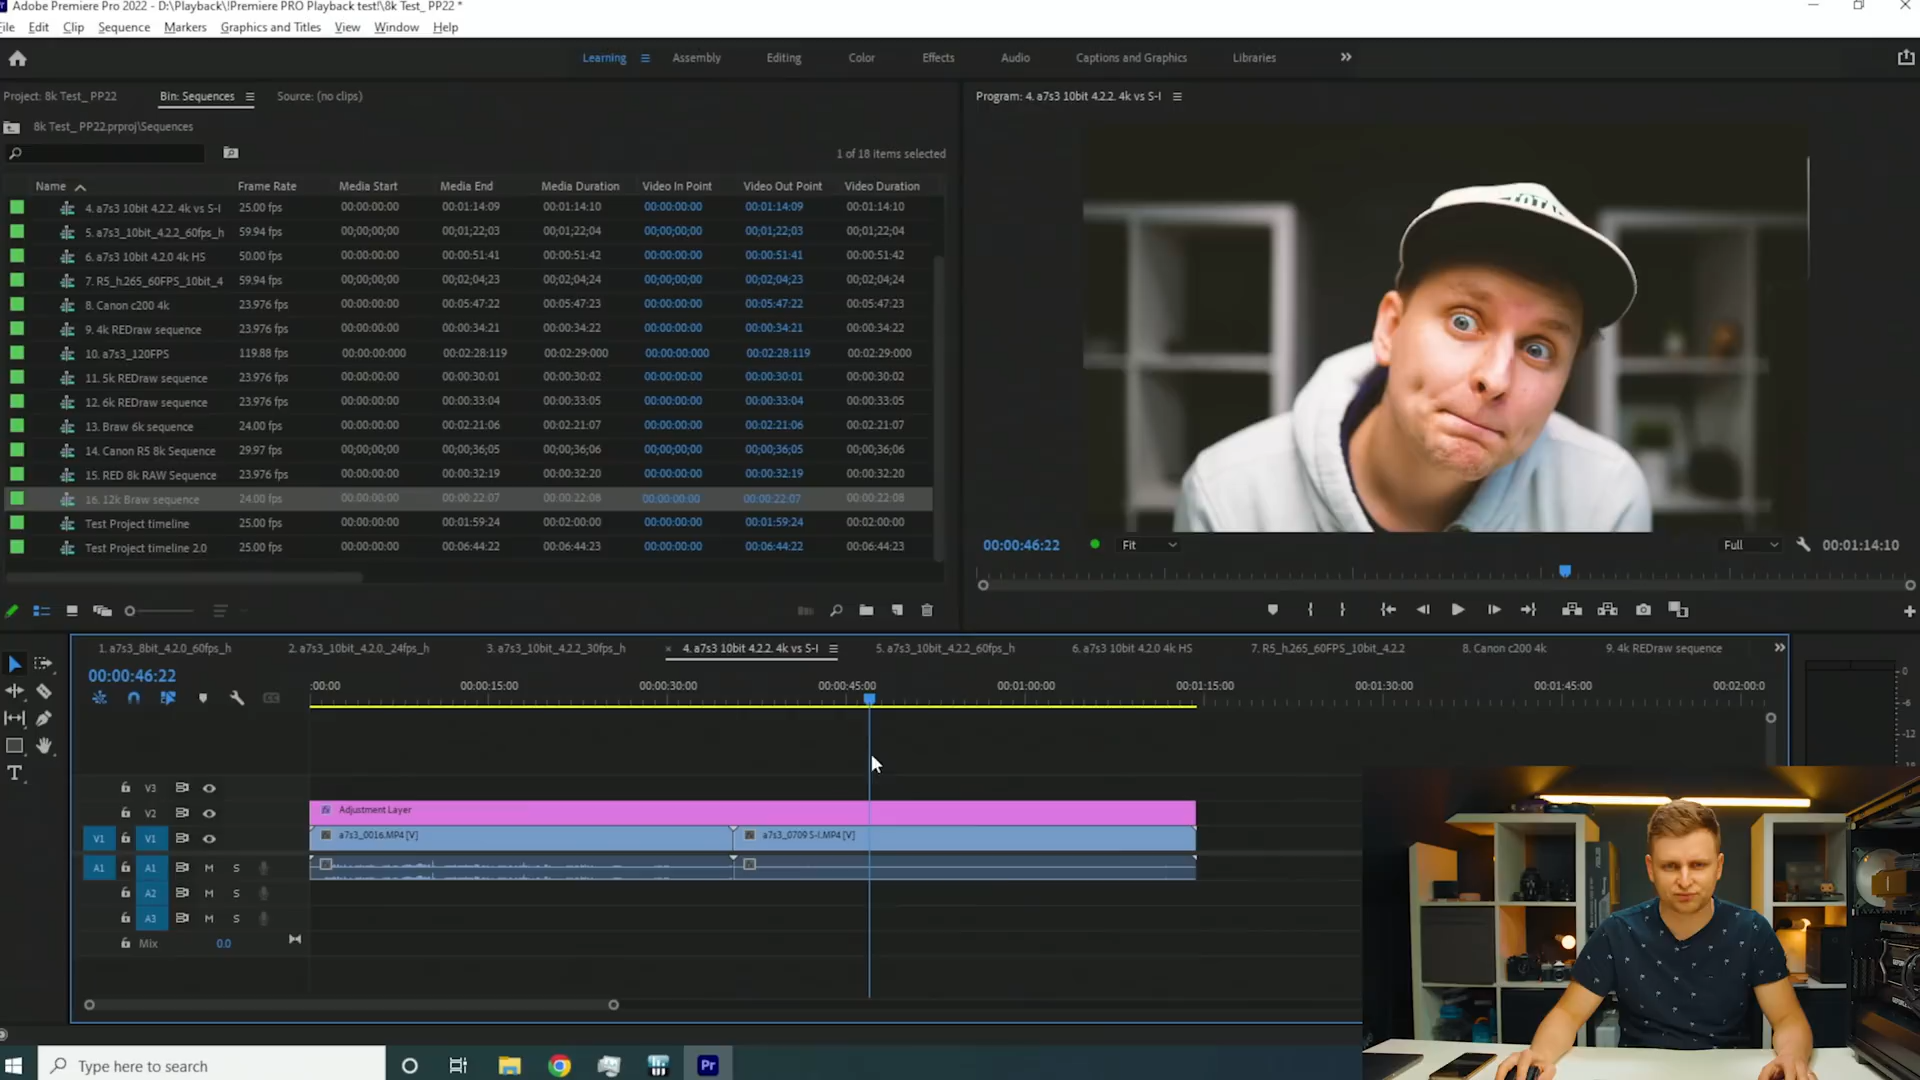 Adobe Premiere Pro 2022 - D:\Playback\!Premiere PRO Playback test!\8k Test_ PP22 *
File Edit Clip Sequence Markers Graphics and Titles View Window Help
Learning Assembly Editing Color Effects Audio Captions and Graphics Libraries
Project: 8k Test_ PP22 Bin: Sequences Source: (no clips)
Program: 4. a7s3 10bit 4.2.2. 4k vs S-I
8k Test_ PP22.prproj\Sequences
1 of 18 items selected
Name Frame Rate Media Start Media End Media Duration Video In Point Video Out Point Video Duration
4. a7s3 10bit 4.2.2. 4k vs S-I 25.00 fps 00:00:00:00 00:01:14:09 00:01:14:10 00:00:00:00 00:01:14:09 00:01:14:10
5. a7s3_10bit_4.2.2_60fps_h 59.94 fps 00;00;00;00 00;01;22;03 00;01;22;04 00;00;00;00 00;01;22;03 00;01;22;04
6. a7s3 10bit 4.2.0 4k HS 50.00 fps 00:00:00:00 00:00:51:41 00:00:51:42 00:00:00:00 00:00:51:41 00:00:51:42
7. R5_h.265_60FPS_10bit_4 59.94 fps 00;00;00;00 00;02;04;23 00;02;04;24 00;00;00;00 00;02;04;23 00;02;04;24
8. Canon c200 4k 23.976 fps 00:00:00:00 00:05:47:22 00:05:47:23 00:00:00:00 00:05:47:22 00:05:47:23
9. 4k REDraw sequence 23.976 fps 00:00:00:00 00:00:34:21 00:00:34:22 00:00:00:00 00:00:34:21 00:00:34:22
10. a7s3_120FPS 119.88 fps 00:00:00:000 00:02:28:119 00:02:29:000 00:00:00:000 00:02:28:119 00:02:29:000
11. 5k REDraw sequence 23.976 fps 00:00:00:00 00:00:30:01 00:00:30:02 00:00:00:00 00:00:30:01 00:00:30:02
12. 6k REDraw sequence 23.976 fps 00:00:00:00 00:00:33:04 00:00:33:05 00:00:00:00 00:00:33:04 00:00:33:05
13. Braw 6k sequence 24.00 fps 00:00:00:00 00:02:21:06 00:02:21:07 00:00:00:00 00:02:21:06 00:02:21:07
14. Canon R5 8k Sequence 29.97 fps 00;00;00;00 00;00;36;05 00;00;36;06 00;00;00;00 00;00;36;05 00;00;36;06
15. RED 8k RAW Sequence 23.976 fps 00:00:00:00 00:00:32:19 00:00:32:20 00:00:00:00 00:00:32:19 00:00:32:20
16. 12k Braw sequence 24.00 fps 00:00:00:00 00:00:22:07 00:00:22:08 00:00:00:00 00:00:22:07 00:00:22:08
Test Project timeline 25.00 fps 00:00:00:00 00:01:59:24 00:02:00:00 00:00:00:00 00:01:59:24 00:02:00:00
Test Project timeline 2.0 25.00 fps 00:00:00:00 00:06:44:22 00:06:44:23 00:00:00:00 00:06:44:22 00:06:44:23
00:00:46:22 Fit Full 00:01:14:10
1. a7s3_8bit_4.2.0_60fps_h 2. a7s3_10bit_4.2.0._24fps_h 3. a7s3_10bit_4.2.2_30fps_h × 4. a7s3 10bit 4.2.2. 4k vs S-I 5. a7s3_10bit_4.2.2_60fps_h 6. a7s3 10bit 4.2.0 4k HS 7. R5_h.265_60FPS_10bit_4.2.2 8. Canon c200 4k 9. 4k REDraw sequence
00:00:46:22
:00:00 00:00:15:00 00:00:30:00 00:00:45:00 00:01:00:00 00:01:15:00 00:01:30:00 00:01:45:00 00:02:00:0
0
-6
-12
V3
V2 Adjustment Layer
V1 V1 a7s3_0016.MP4 [V] a7s3_0709 S-I.MP4 [V]
A1 A1 M S
A2 M S
A3 M S
Mix 0.0
Type here to search
Pr